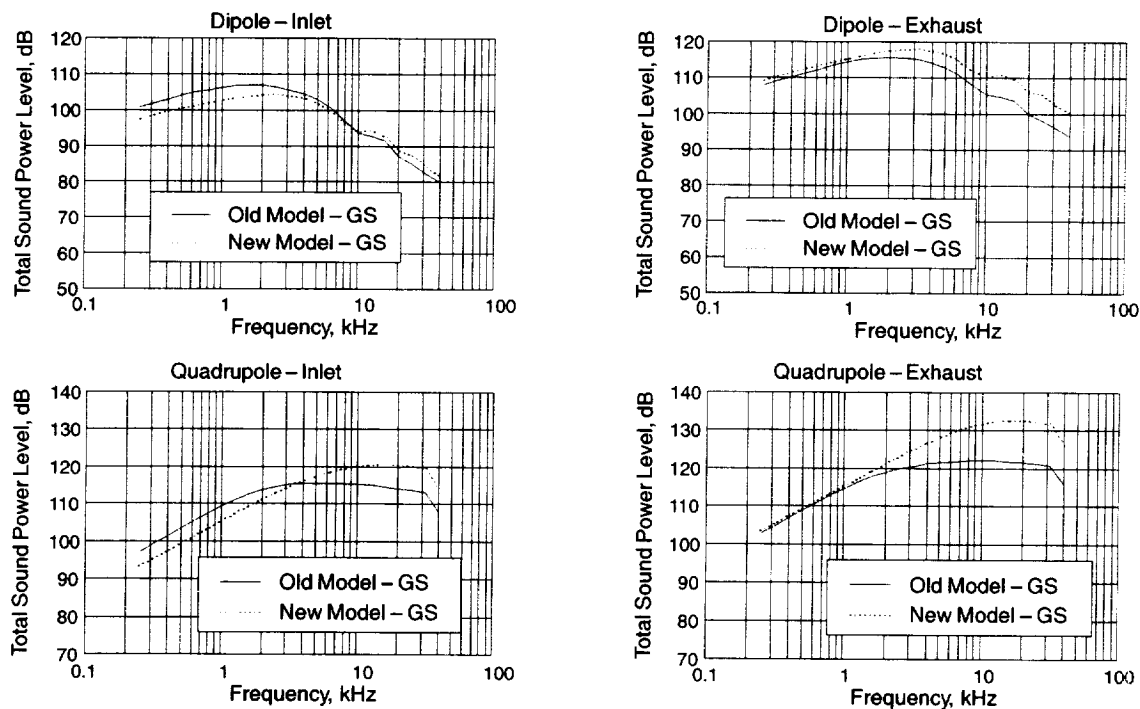 Dipole – Inlet
Total Sound Power Level, dB
120
110
100
90
80
70
60
50
Old Model – GS
New Model – GS
0.1
1
10
100
Frequency, kHz
Dipole – Exhaust
Total Sound Power Level, dB
120
110
100
90
80
70
60
50
Old Model – GS
New Model – GS
0.1
1
10
100
Frequency, kHz
Quadrupole – Inlet
Total Sound Power Level, dB
140
130
120
110
100
90
80
70
Old Model – GS
New Model – GS
0.1
1
10
100
Frequency, kHz
Quadrupole – Exhaust
Total Sound Power Level, dB
140
130
120
110
100
90
80
70
Old Model – GS
New Model – GS
0.1
1
10
100
Frequency, kHz